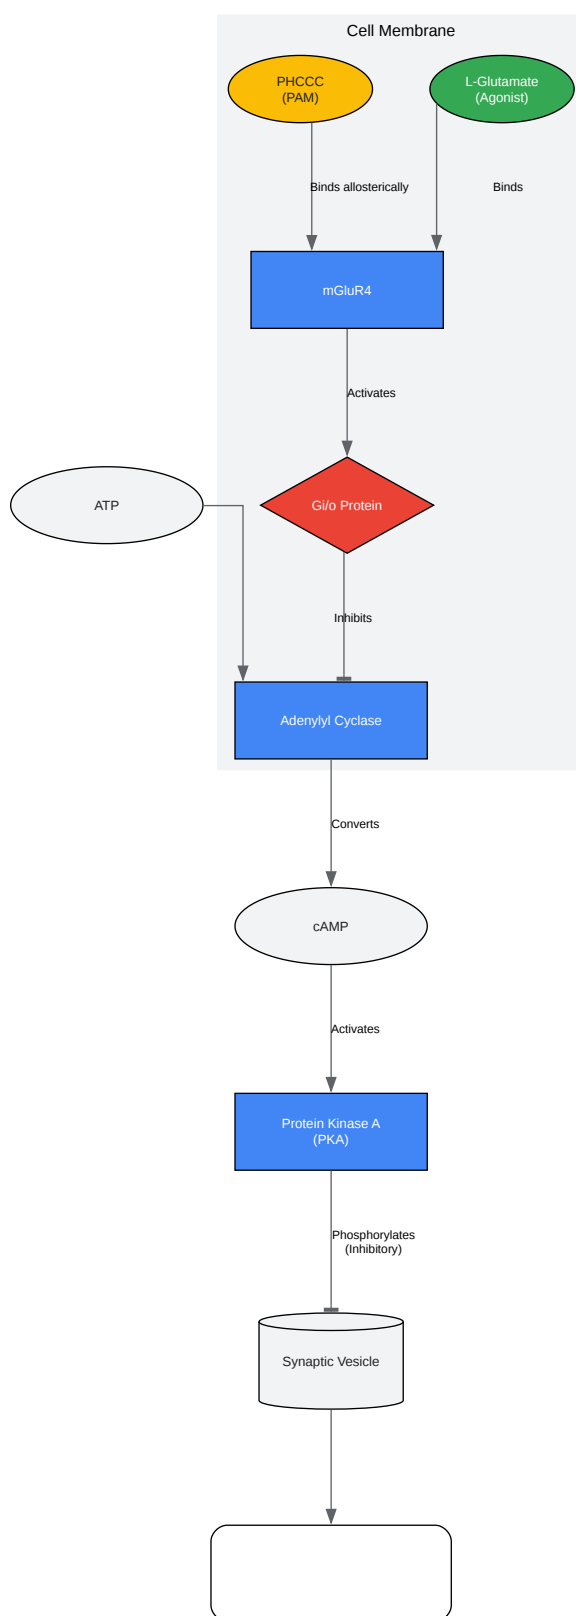 Cell Membrane
PHCCC
(PAM)
L-Glutamate
(Agonist)
Binds allosterically
Binds
mGluR4
Activates
ATP
Gi/o Protein
Inhibits
Adenylyl Cyclase
Converts
cAMP
Activates
Protein Kinase A
(PKA)
Phosphorylates
(Inhibitory)
Synaptic Vesicle